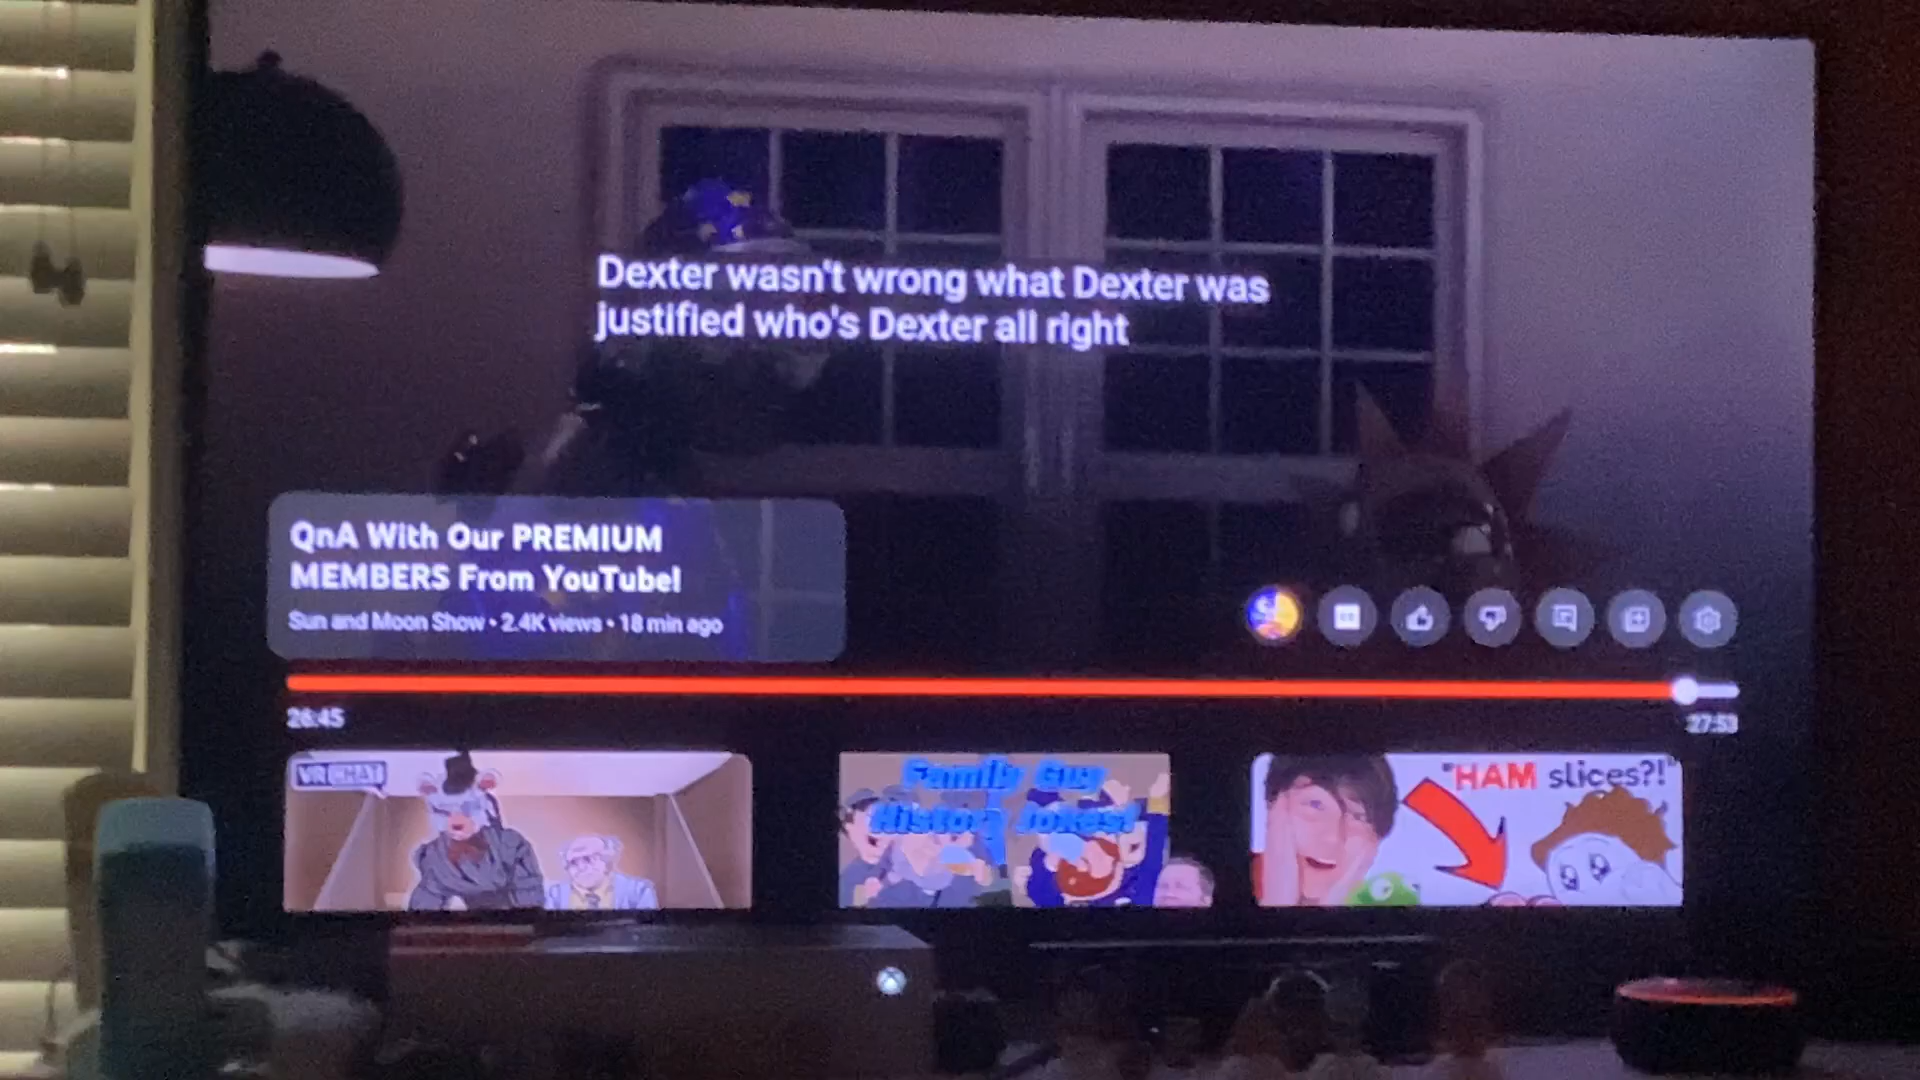 Dexter wasn't wrong what Dexter was
justified who's Dexter all right
QnA With Our PREMIUM
MEMBERS From YouTube!
Sun and Moon Show • 2.4K views • 18 min ago
CC
26:45
27:53
VRCHAT
Family Guy
History Jokes!
"HAM slices?!"